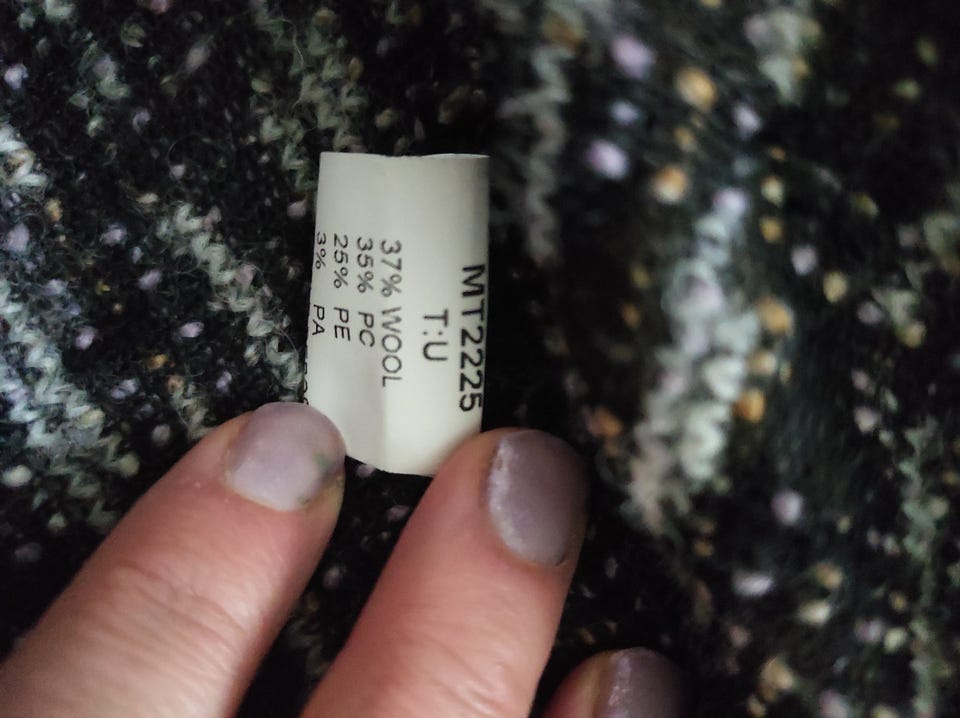 MT2225
T:U
37% WOOL
35% PC
25% PE
3% PA